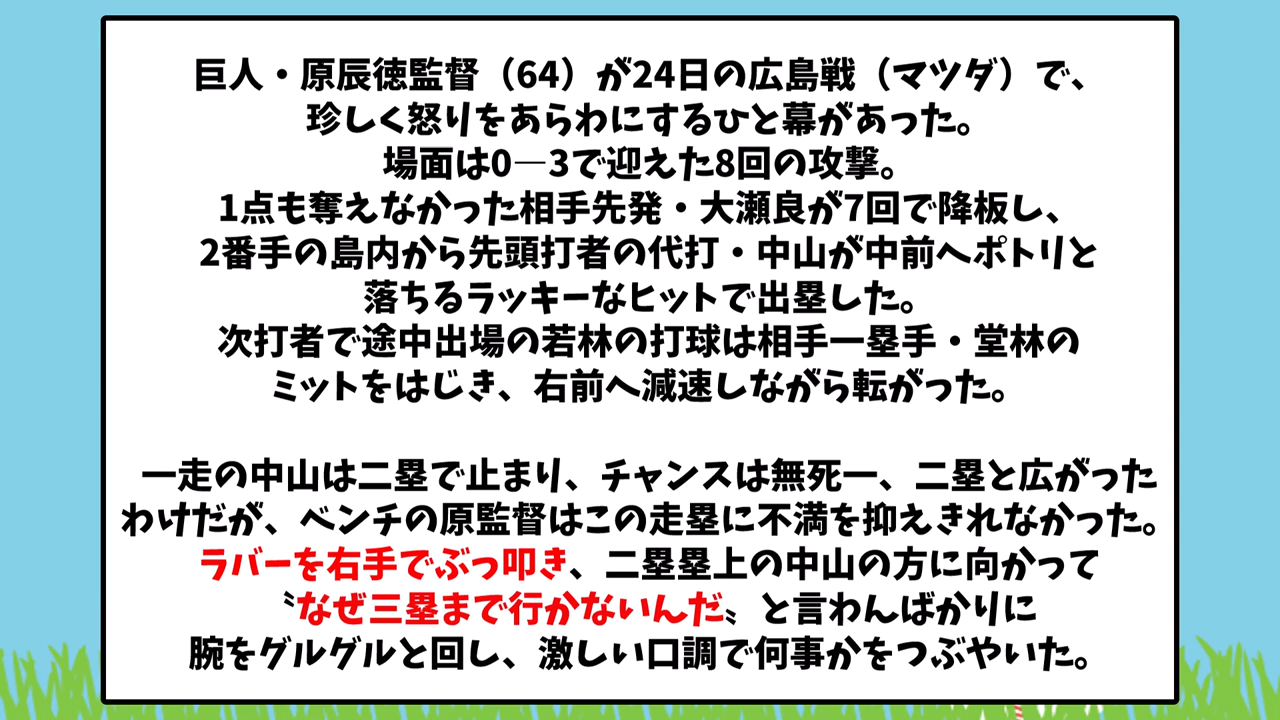 巨人・原辰徳監督（64）が24日の広島戦（マツダ）で、
珍しく怒りをあらわにするひと幕があった。
場面は0―3で迎えた8回の攻撃。
1点も奪えなかった相手先発・大瀬良が7回で降板し、
2番手の島内から先頭打者の代打・中山が中前へポトリと
落ちるラッキーなヒットで出塁した。
次打者で途中出場の若林の打球は相手一塁手・堂林の
ミットをはじき、右前へ減速しながら転がった。
一走の中山は二塁で止まり、チャンスは無死一、二塁と広がった
わけだが、ベンチの原監督はこの走塁に不満を抑えきれなかった。
ラバーを右手でぶっ叩き、二塁塁上の中山の方に向かって
〝なぜ三塁まで行かないんだ〟と言わんばかりに
腕をグルグルと回し、激しい口調で何事かをつぶやいた。